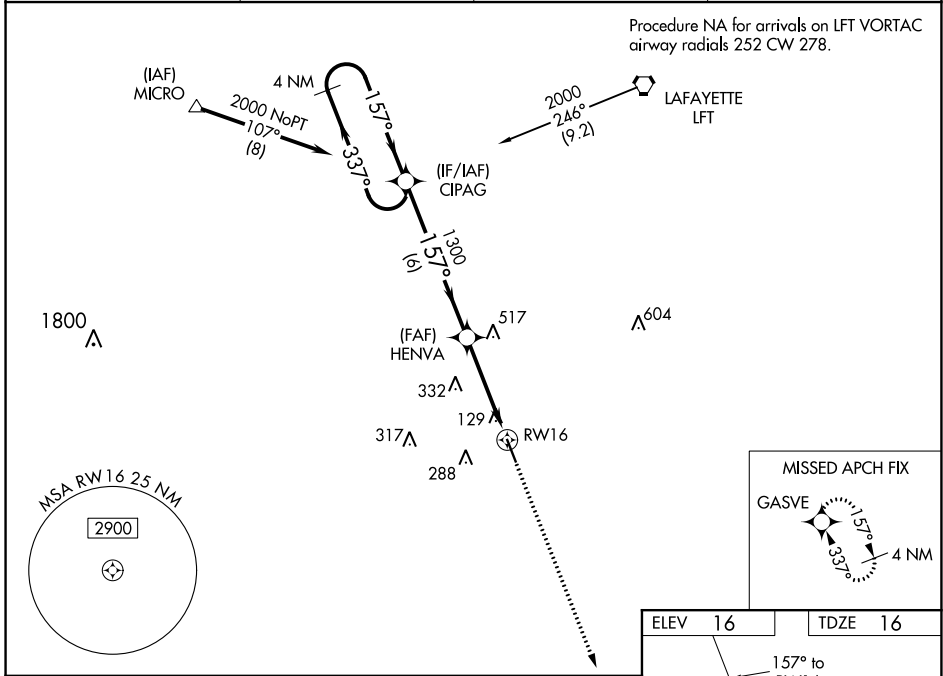 Procedure NA for arrivals on LFT VORTAC
airway radials 252 CW 278.
(IAF)
MICRO
2000 NoPT
107°
(8)
4 NM
157°
337°
2000
246°
(9.2)
LAFAYETTE
LFT
(IF/IAF)
CIPAG
1300
157°
(6)
1800
(FAF)
HENVA
517
604
332
129
RW16
317
288
MSA RW16 25 NM
2900
MISSED APCH FIX
GASVE
157°
337°
4 NM
ELEV 16
TDZE 16
157° to